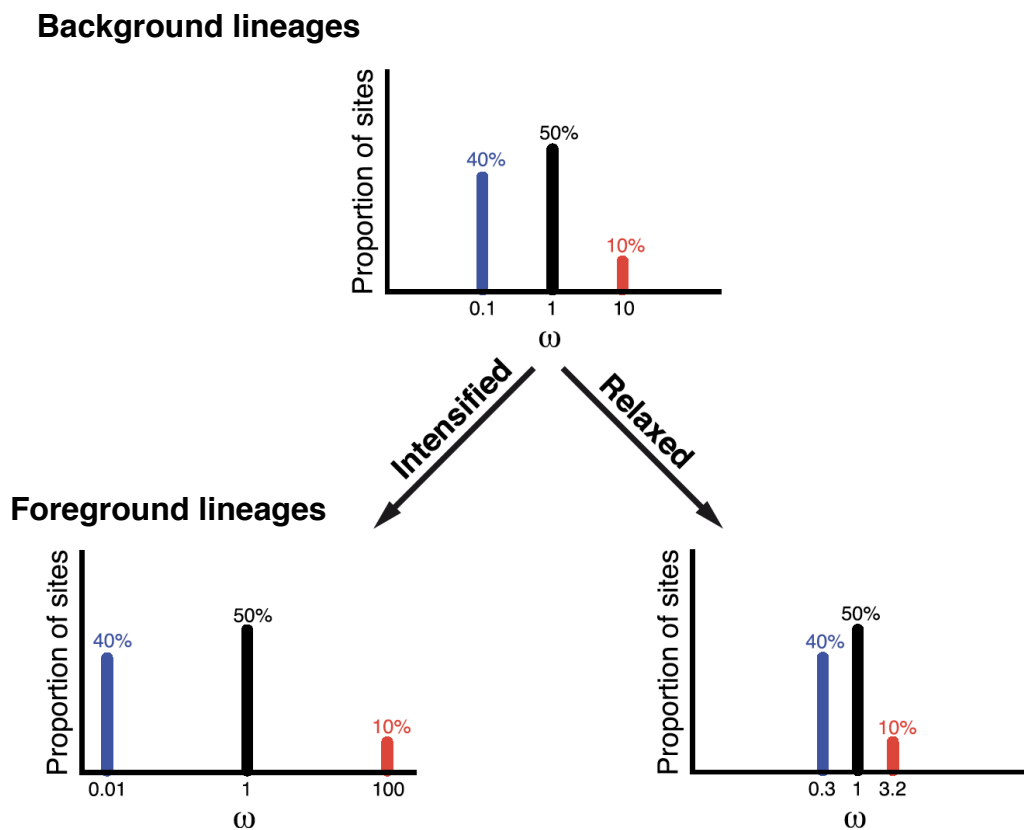 Background lineages
Proportion of sites
40%
50%
10%
0.1
1
10
ω
Intensified
Relaxed
Foreground lineages
Proportion of sites
40%
50%
10%
0.01
1
100
ω
Proportion of sites
40%
50%
10%
0.3
1
3.2
ω